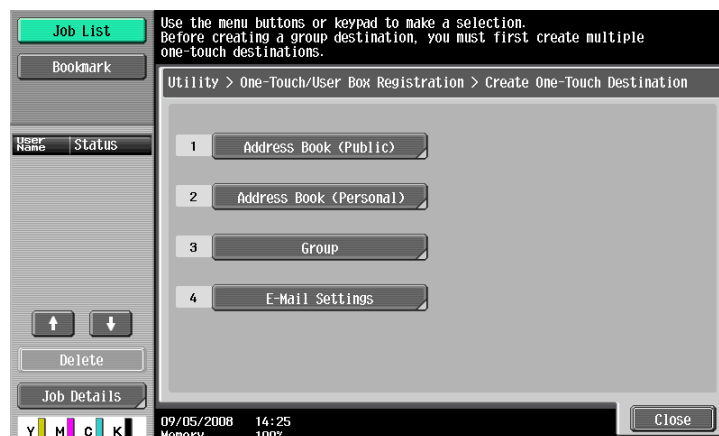 Job List
Bookmark
Use the menu buttons or keypad to make a selection.
Before creating a group destination, you must first create multiple
one-touch destinations.
Utility > One-Touch/User Box Registration > Create One-Touch Destination
User Name Status
1 Address Book (Public)
2 Address Book (Personal)
3 Group
4 E-Mail Settings
Delete
Job Details
Y M C K
09/05/2008 14:25
Memory 100%
Close